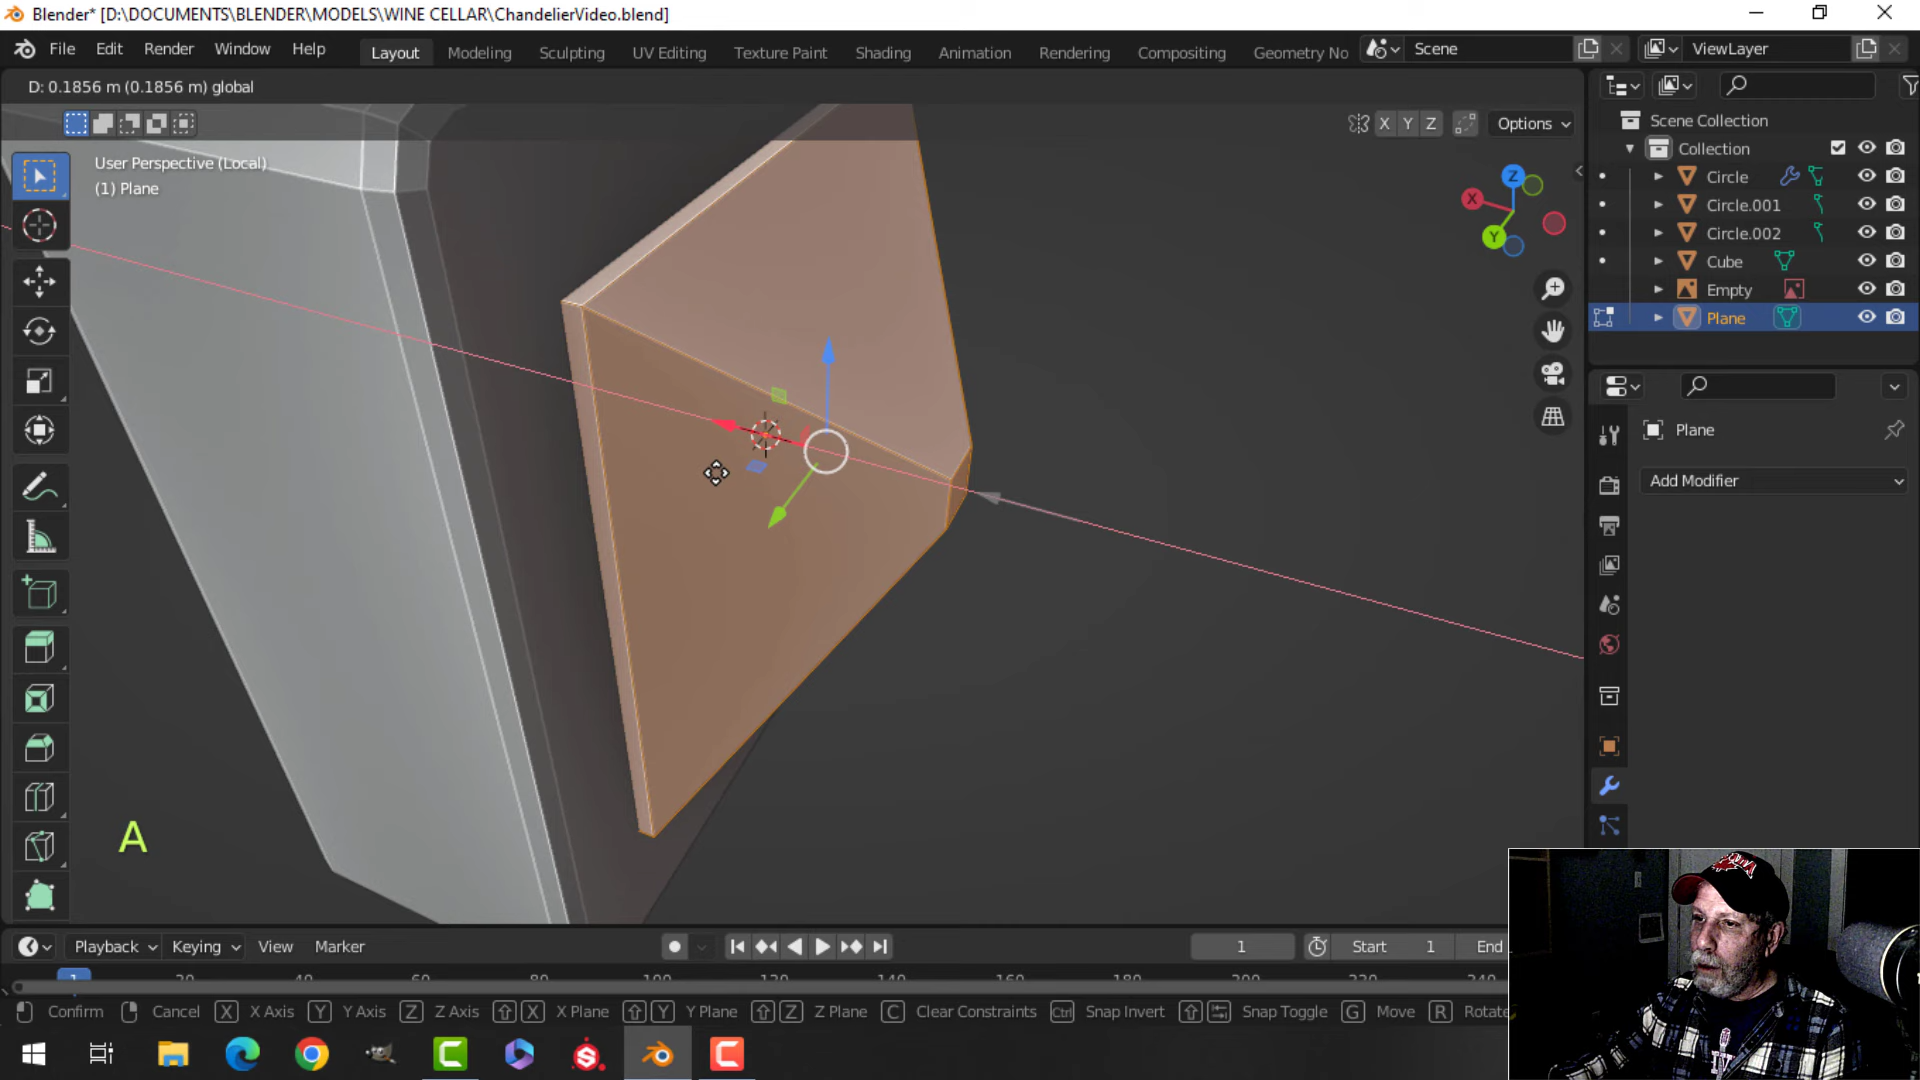 Blender* [D:\DOCUMENTS\BLENDER\MODELS\WINE CELLAR\ChandelierVideo.blend]
File Edit Render Window Help Layout Modeling Sculpting UV Editing Texture Paint Shading Animation Rendering Compositing Geometry No Scene ViewLayer
D: 0.1856 m (0.1856 m) global
X Y Z Options
Scene Collection
Collection
Circle
Circle.001
Circle.002
Cube
Empty
Plane
User Perspective (Local)
(1) Plane
Z
X
Y
Plane
Add Modifier
A
Playback Keying View Marker 1 Start 1 End
1 20 40 60 80 100 120 140 160 180 200 220 240
Confirm Cancel X X Axis Y Y Axis Z Z Axis X X Plane Y Y Plane Z Z Plane C Clear Constraints Ctrl Snap Invert Snap Toggle G Move R Rotate